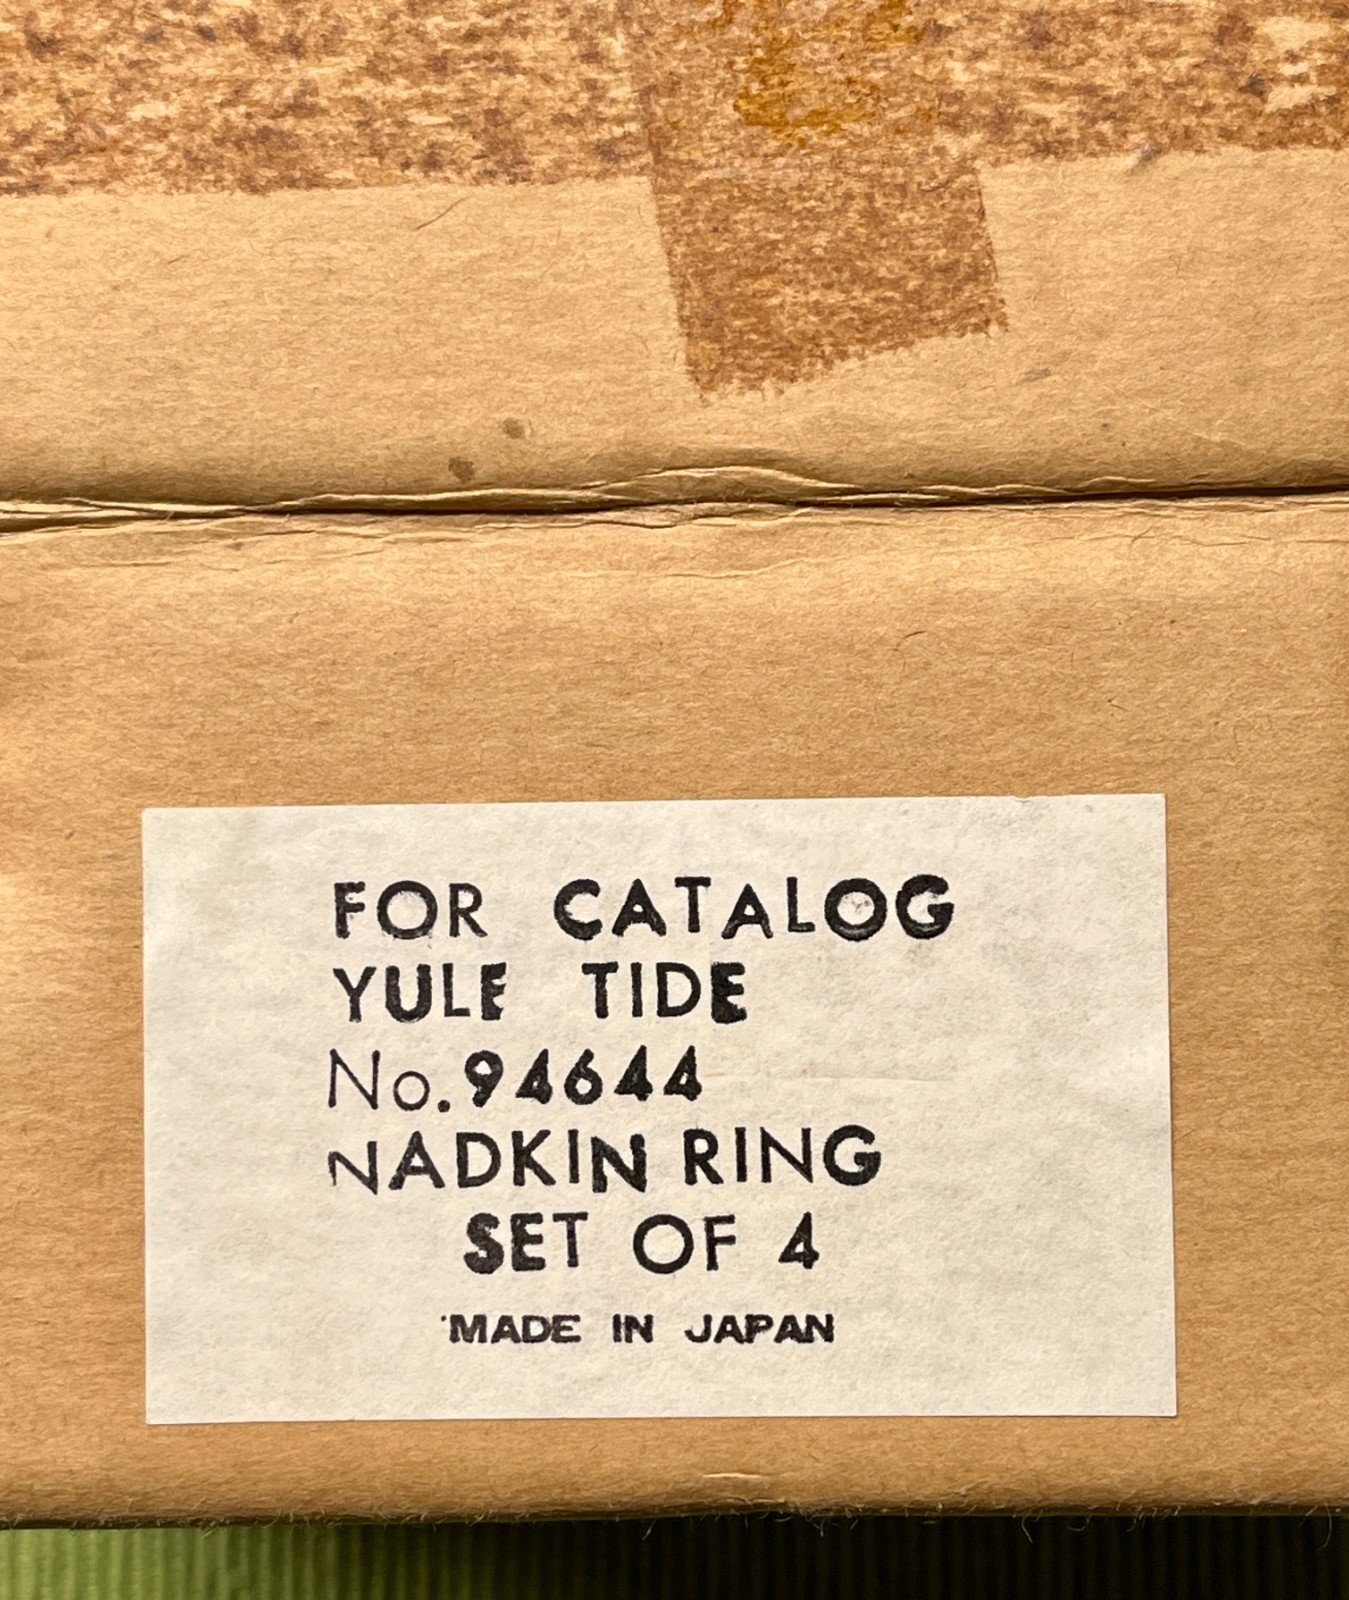 FOR CATALOG
YULE TIDE
No.94644
NADKIN RING
SET OF 4
MADE IN JAPAN